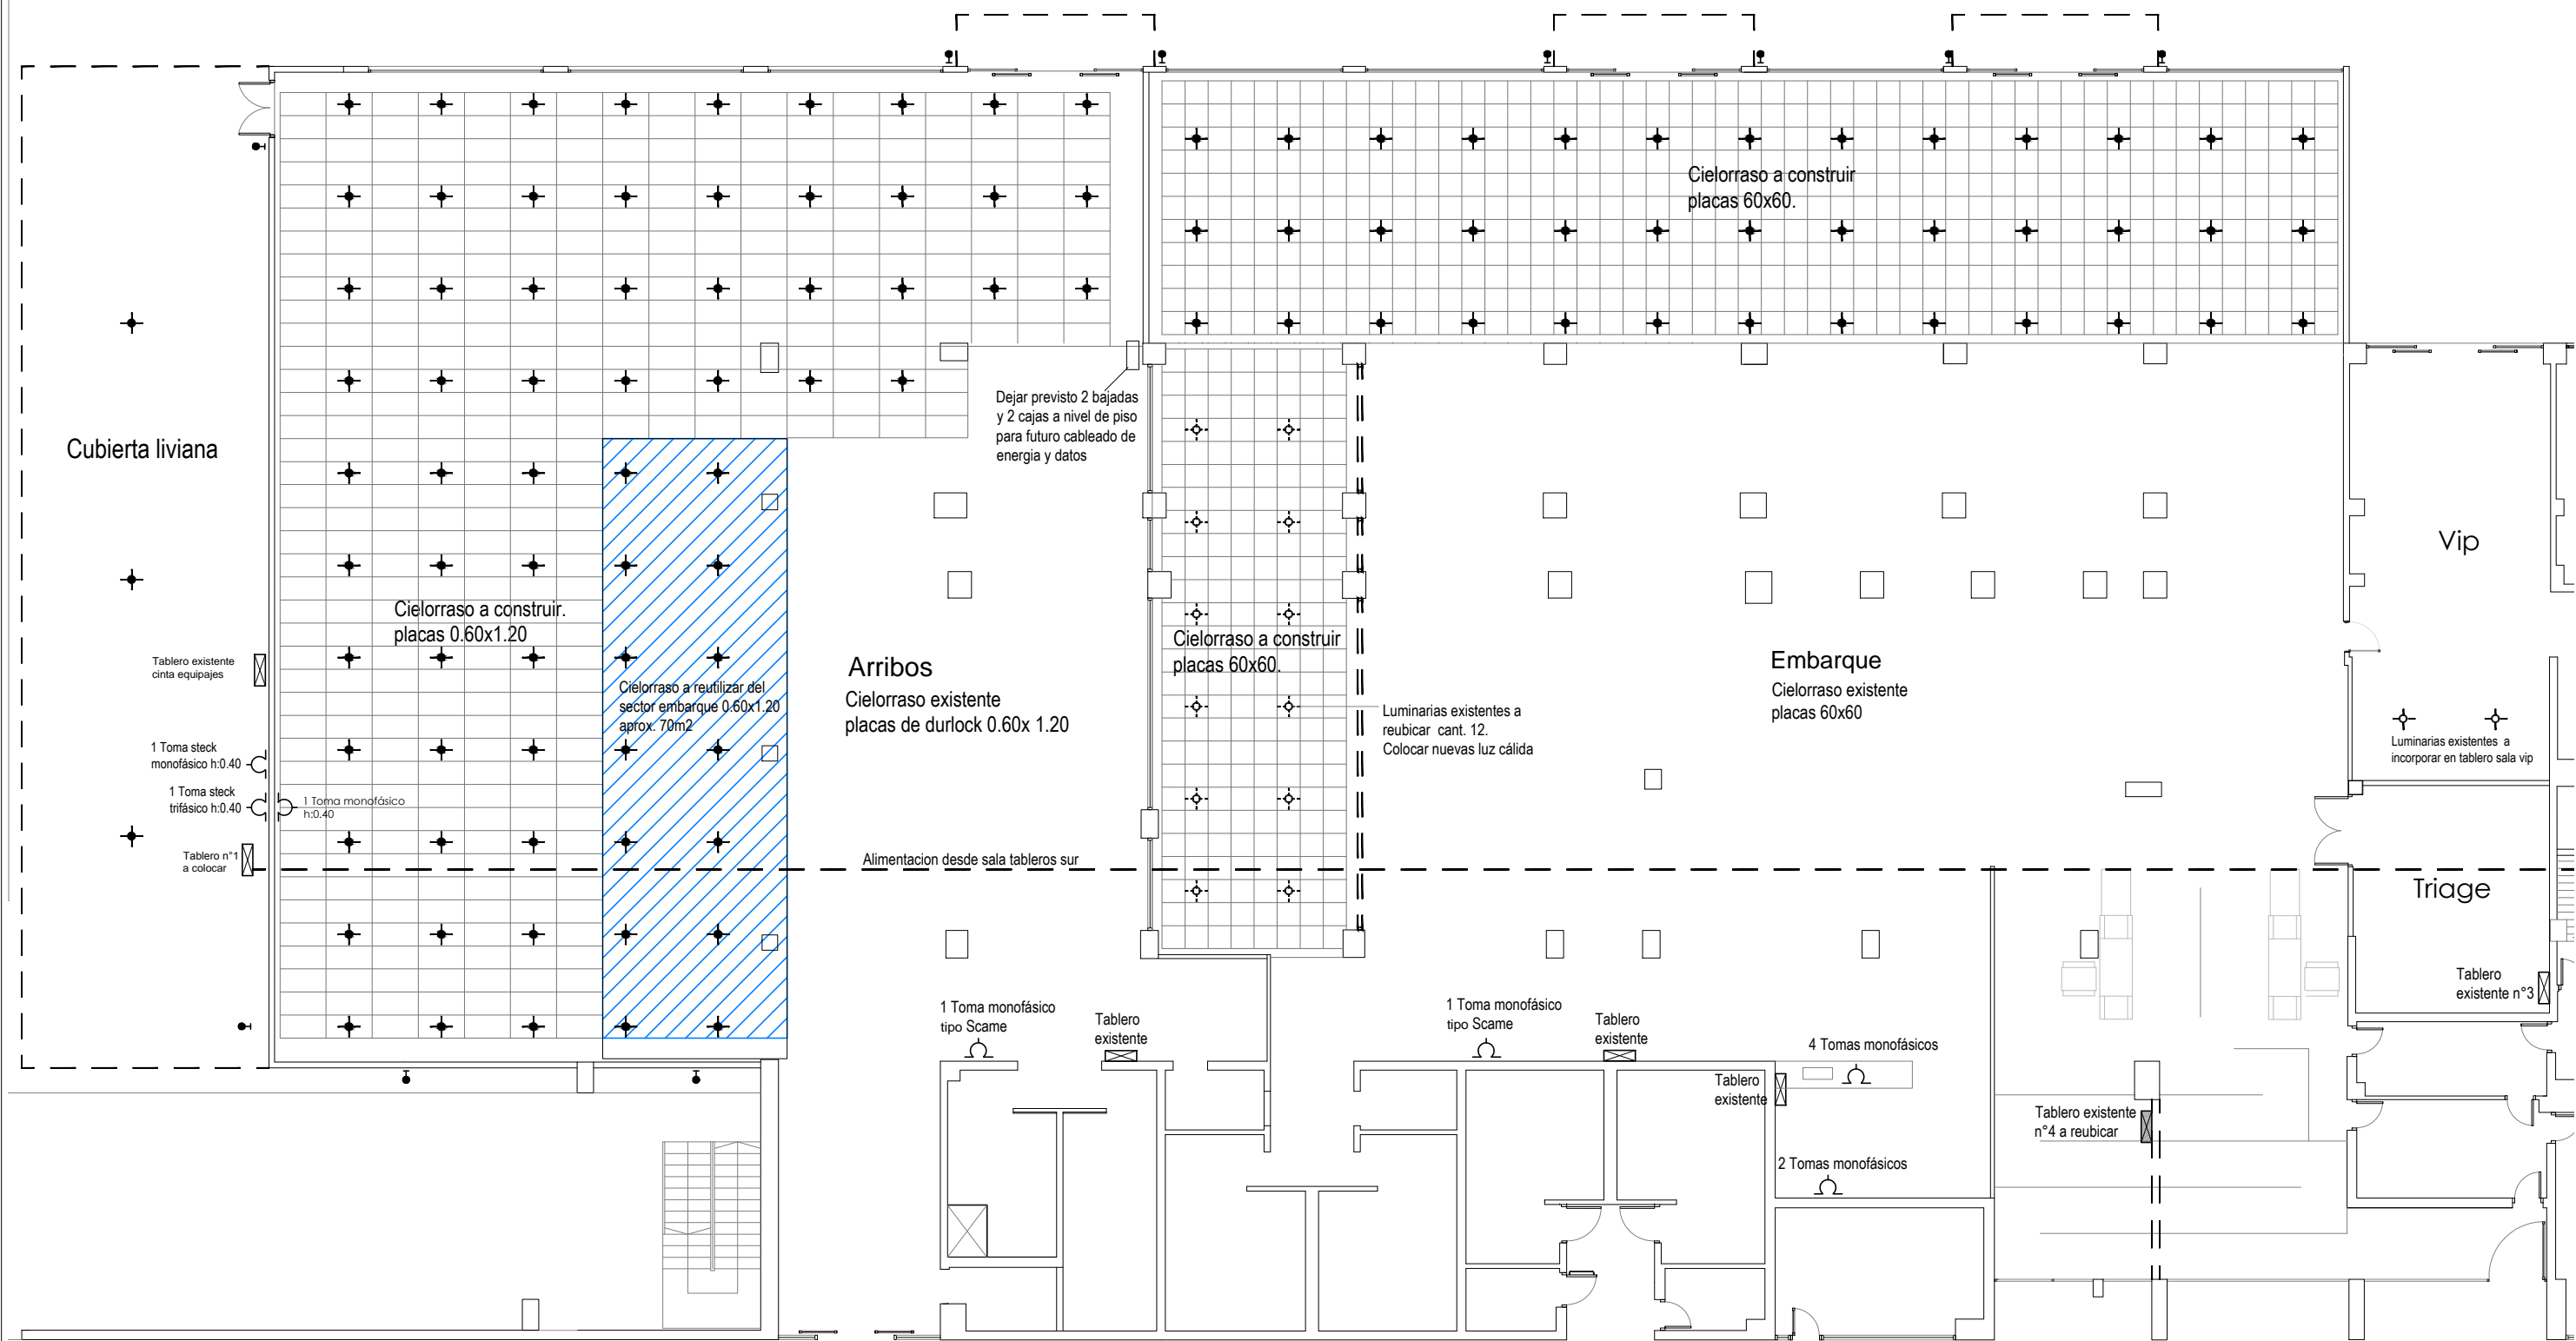 Cielorraso a construir
placas 60x60.
Dejar previsto 2 bajadas
y 2 cajas a nivel de piso
para futuro cableado de
energia y datos
Cubierta liviana
Vip
Cielorraso a construir.
placas 0.60x1.20
Cielorraso a construir
placas 60x60.
Tablero existente
cinta equipajes
Arribos
Cielorraso existente
placas de durlock 0.60x 1.20
Embarque
Cielorraso existente
placas 60x60
Cielorraso a reutilizar del
sector embarque 0.60x1.20
aprox. 70m2
Luminarias existentes a
reubicar cant. 12.
Colocar nuevas luz cálida
Luminarias existentes a
incorporar en tablero sala vip
1 Toma steck
monofásico h:0.40
1 Toma steck
trifásico h:0.40
1 Toma monofásico
h:0.40
Tablero n°1
a colocar
Alimentacion desde sala tableros sur
Triage
Tablero
existente n°3
1 Toma monofásico
tipo Scame
Tablero
existente
1 Toma monofásico
tipo Scame
Tablero
existente
4 Tomas monofásicos
Tablero
existente
Tablero existente
n°4 a reubicar
2 Tomas monofásicos